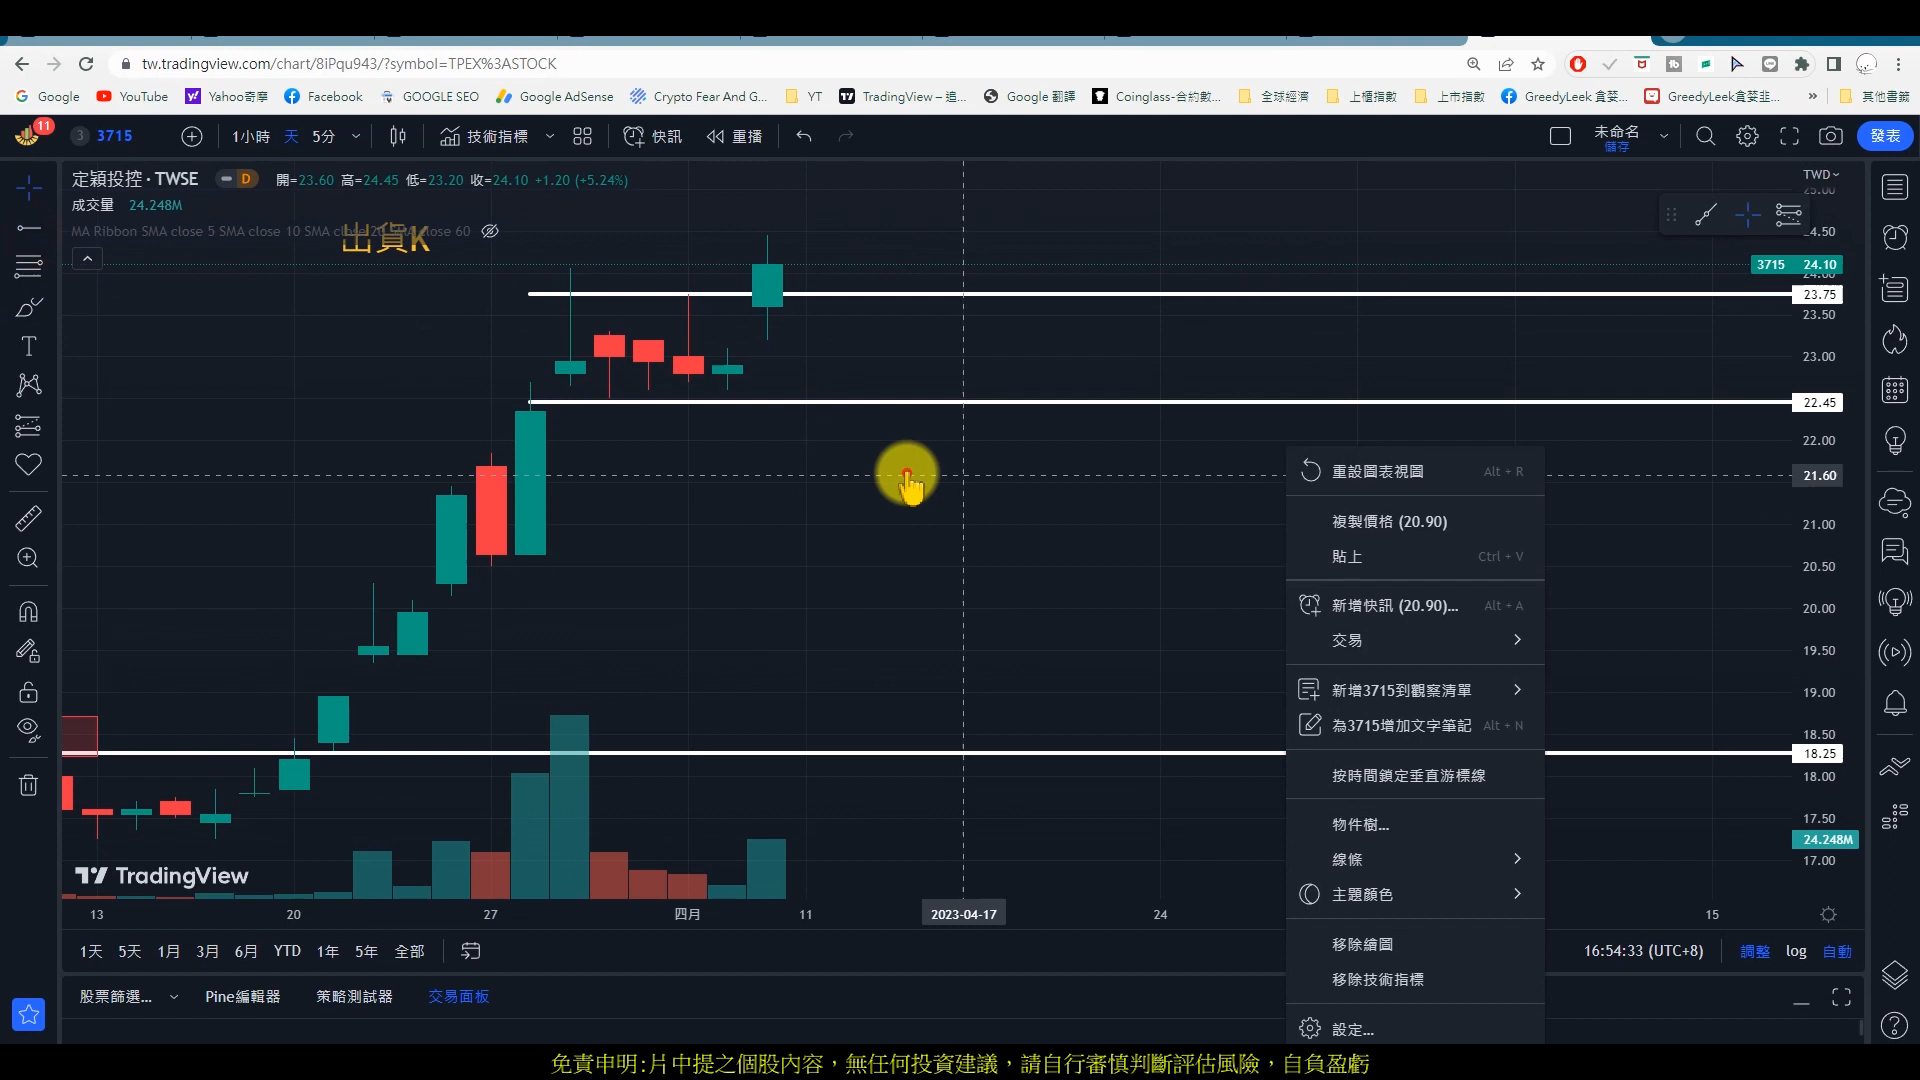 tw.tradingview.com/chart/8iPqu943/?symbol=TPEX%3ASTOCK
Google YouTube Yahoo奇摩 Facebook GOOGLE SEO Google AdSense Crypto Fear And G... YT TradingView – 追... Google 翻譯 Coinglass-合約數... 全球經濟 上櫃指數 上市指數 GreedyLeek 貪婪... GreedyLeek貪婪韭... » 其他書籤
11 3 3715 1小時 天 5分 技術指標 快訊 重播 未命名 儲存 發表
定穎投控 · TWSE D 開=23.60 高=24.45 低=23.20 收=24.10 +1.20 (+5.24%) TWD
成交量 24.248M
MA Ribbon SMA close 5 SMA close 10 SMA close 20 SMA close 60
出貨K
25.00
24.50
3715 24.10
24.00
23.75
23.50
23.00
22.45
22.00
21.60
21.00
20.50
20.00
19.50
19.00
18.50
18.25
18.00
17.50
24.248M
17.00
重設圖表視圖 Alt + R
複製價格 (20.90)
貼上 Ctrl + V
新增快訊 (20.90)... Alt + A
交易
新增3715到觀察清單
為3715增加文字筆記 Alt + N
按時間鎖定垂直游標線
物件樹...
線條
主題顏色
移除繪圖
移除技術指標
設定...
TradingView
13 20 27 四月 11 2023-04-17 24 15
1天 5天 1月 3月 6月 YTD 1年 5年 全部 16:54:33 (UTC+8) 調整 log 自動
股票篩選... Pine編輯器 策略測試器 交易面板
免責申明:片中提之個股內容，無任何投資建議，請自行審慎判斷評估風險，自負盈虧